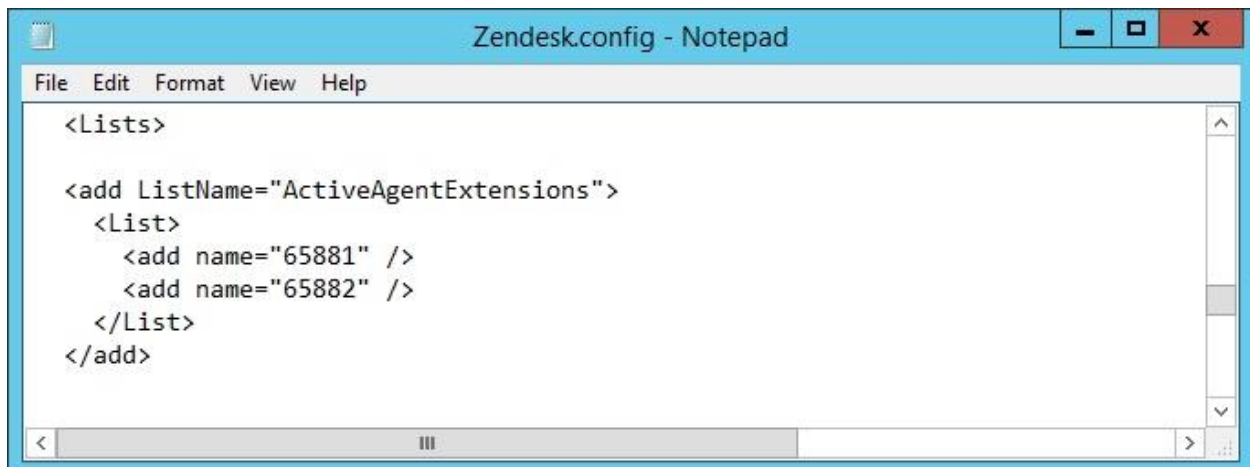 Zendesk.config - Notepad
File Edit Format View Help
<Lists>
<add ListName="ActiveAgentExtensions">
<List>
<add name="65881" />
<add name="65882" />
</List>
</add>